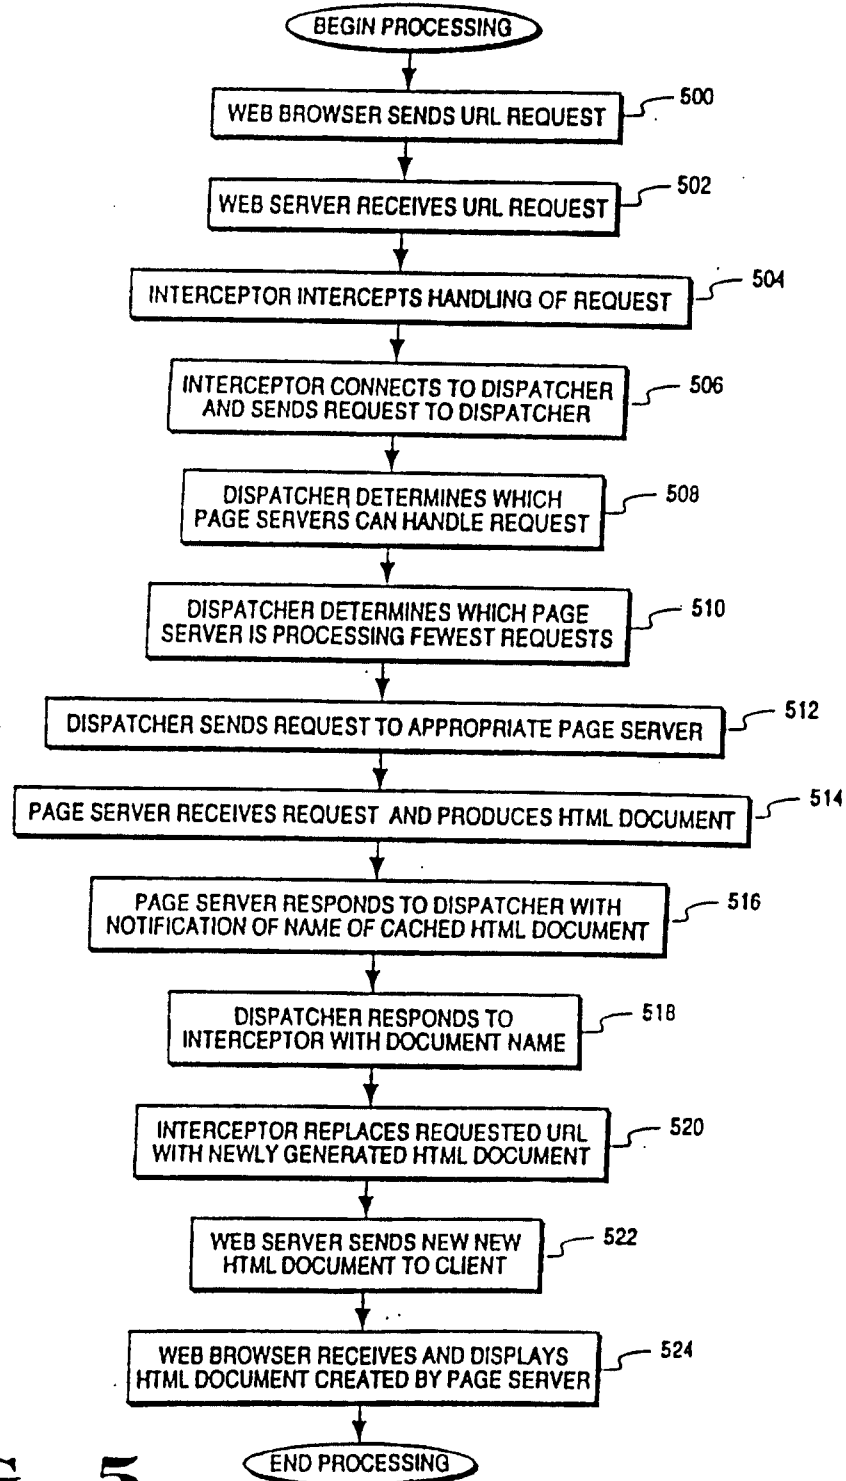 BEGIN PROCESSING
WEB BROWSER SENDS URL REQUEST
500
WEB SERVER RECEIVES URL REQUEST
502
INTERCEPTOR INTERCEPTS HANDLING OF REQUEST
504
INTERCEPTOR CONNECTS TO DISPATCHER
AND SENDS REQUEST TO DISPATCHER
506
DISPATCHER DETERMINES WHICH
PAGE SERVERS CAN HANDLE REQUEST
508
DISPATCHER DETERMINES WHICH PAGE
SERVER IS PROCESSING FEWEST REQUESTS
510
DISPATCHER SENDS REQUEST TO APPROPRIATE PAGE SERVER
512
PAGE SERVER RECEIVES REQUEST AND PRODUCES HTML DOCUMENT
514
PAGE SERVER RESPONDS TO DISPATCHER WITH
NOTIFICATION OF NAME OF CACHED HTML DOCUMENT
516
DISPATCHER RESPONDS TO
INTERCEPTOR WITH DOCUMENT NAME
518
INTERCEPTOR REPLACES REQUESTED URL
WITH NEWLY GENERATED HTML DOCUMENT
520
WEB SERVER SENDS NEW NEW
HTML DOCUMENT TO CLIENT
522
WEB BROWSER RECEIVES AND DISPLAYS
HTML DOCUMENT CREATED BY PAGE SERVER
524
END PROCESSING
5